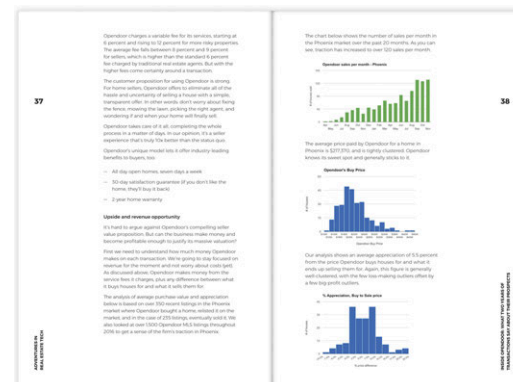 Opendoor charges a variable fee for its services, starting at
6 percent and rising to 12 percent for more risky properties.
The average fee falls between 6 percent and 9 percent
for sellers, which is higher than the standard 6 percent
fee charged by traditional real-estate agents. But with the
higher fees come certainty around a transaction.
The customer proposition for using Opendoor is strong.
For home sellers, Opendoor offers to eliminate all of the
hassle and uncertainty of selling a house with a simple,
transparent offer. In other words: don't worry about fixing
the fence, mowing the lawn, picking the right agent, and
wondering if and when your home will finally sell.
Opendoor takes care of it all, completing the whole
process in a matter of days. In our opinion, it's a seller
experience that's truly 10x better than the status quo.
Opendoor's unique model lets it offer industry leading
benefits to buyers, too:
— All day open homes, seven days a week
— 30-day satisfaction guarantee (if you don't like the
home, they'll buy it back)
— 2 year home warranty
Upside and revenue opportunity
It's hard to argue against Opendoor's compelling seller
value proposition. But can the business make money and
become profitable enough to justify its massive valuation?
First we need to understand how much money Opendoor
makes on each transaction. We're going to stay focused on
revenue for the moment and not worry about costs (yet).
As discussed above, Opendoor makes money from the
service fees it charges, plus any difference between what
it buys houses for and what it sells them for.
The analysis of average purchase value and appreciation
below is based on over 350 recent listings in the Phoenix
market where Opendoor bought a home, relisted it on the
market, and in the case of 233 listings, eventually sold it. We
also looked at over 1,500 Opendoor MLS listings throughout
2016 to get a sense of the firm's traction in Phoenix.
37
ADVENTURES IN
REAL ESTATE TECH
The chart below shows the number of sales per month in
the Phoenix market over the past 20 months. As you can
see, traction has increased to over 120 sales per month.
Opendoor sales per month - Phoenix
The average price paid by Opendoor for a home in
Phoenix is $217,370, and is tightly clustered. Opendoor
knows its sweet spot and generally sticks to it.
Opendoor's Buy Price
Opendoor Buy Price
Our analysis shows an average appreciation of 5.5 percent
from the price Opendoor buys houses for and what it
ends up selling them for. Again, this figure is generally
well clustered, with the few loss-making outliers offset by
a few big-profit outliers.
% Appreciation, Buy to Sale price
% price difference
38
INSIDE OPENDOOR: WHAT TWO YEARS OF
TRANSACTIONS SAY ABOUT THEIR PROSPECTS